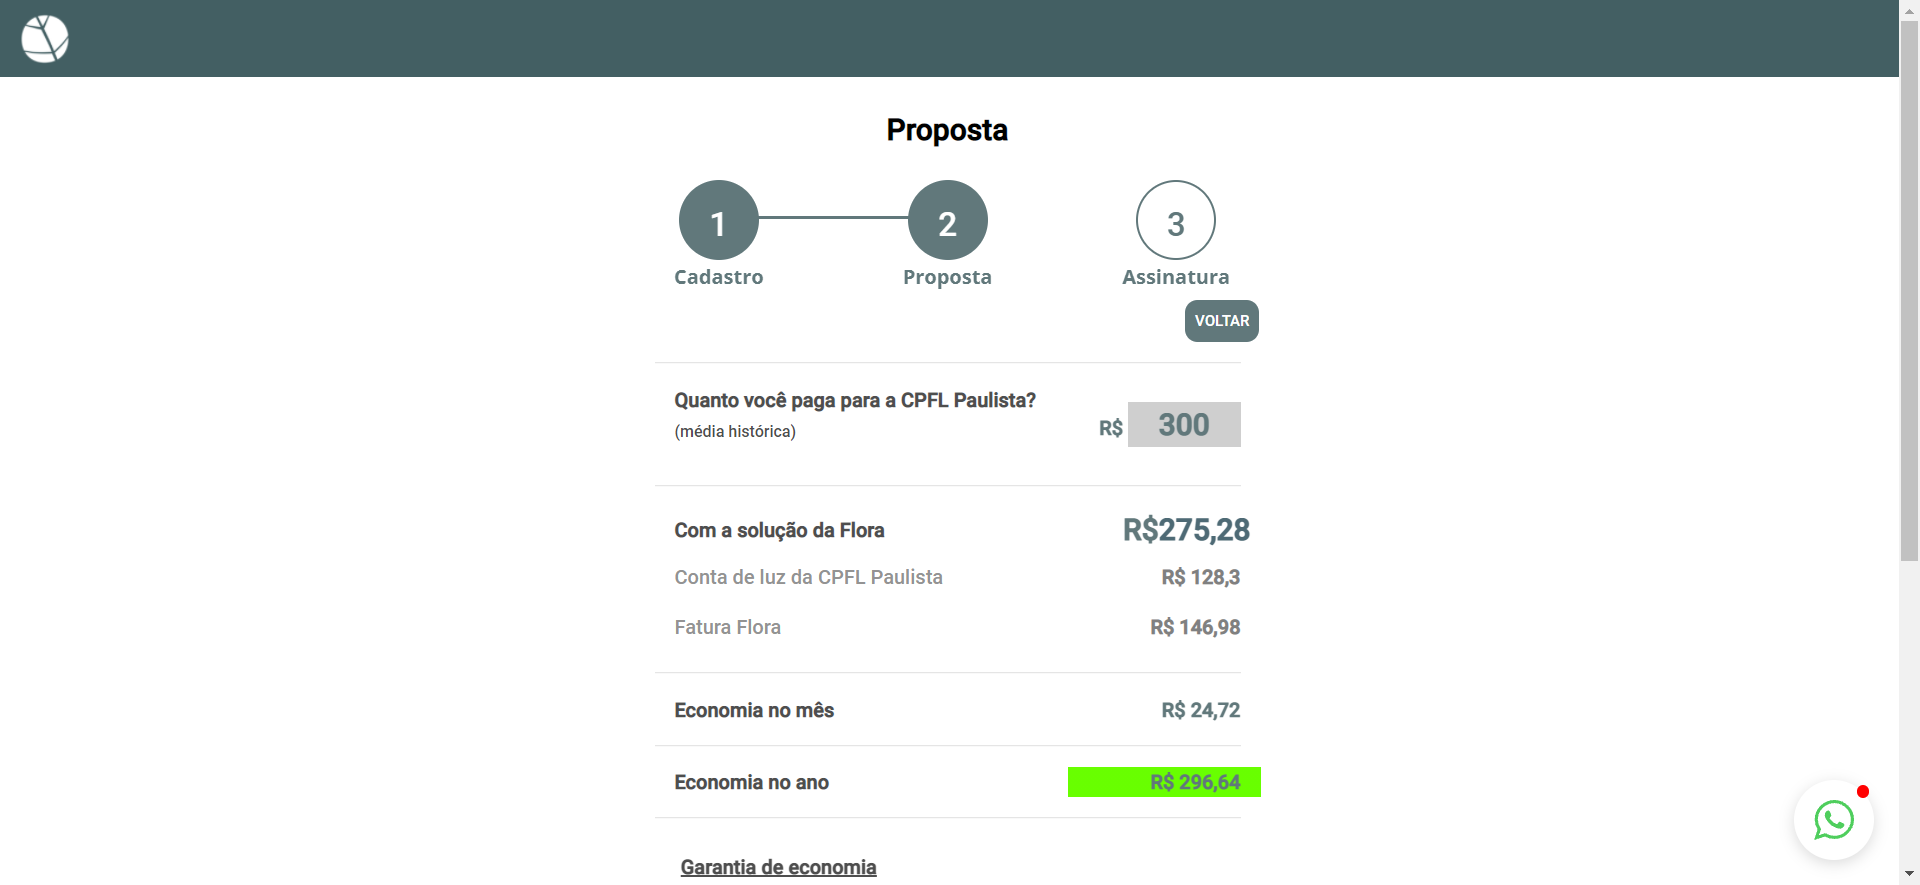 Proposta
1
2
3
Cadastro
Proposta
Assinatura
VOLTAR
Quanto você paga para a CPFL Paulista?
(média histórica)
R$ 300
Com a solução da Flora R$275,28
Conta de luz da CPFL Paulista R$ 128,3
Fatura Flora R$ 146,98
Economia no mês R$ 24,72
Economia no ano R$ 296,64
Garantia de economia